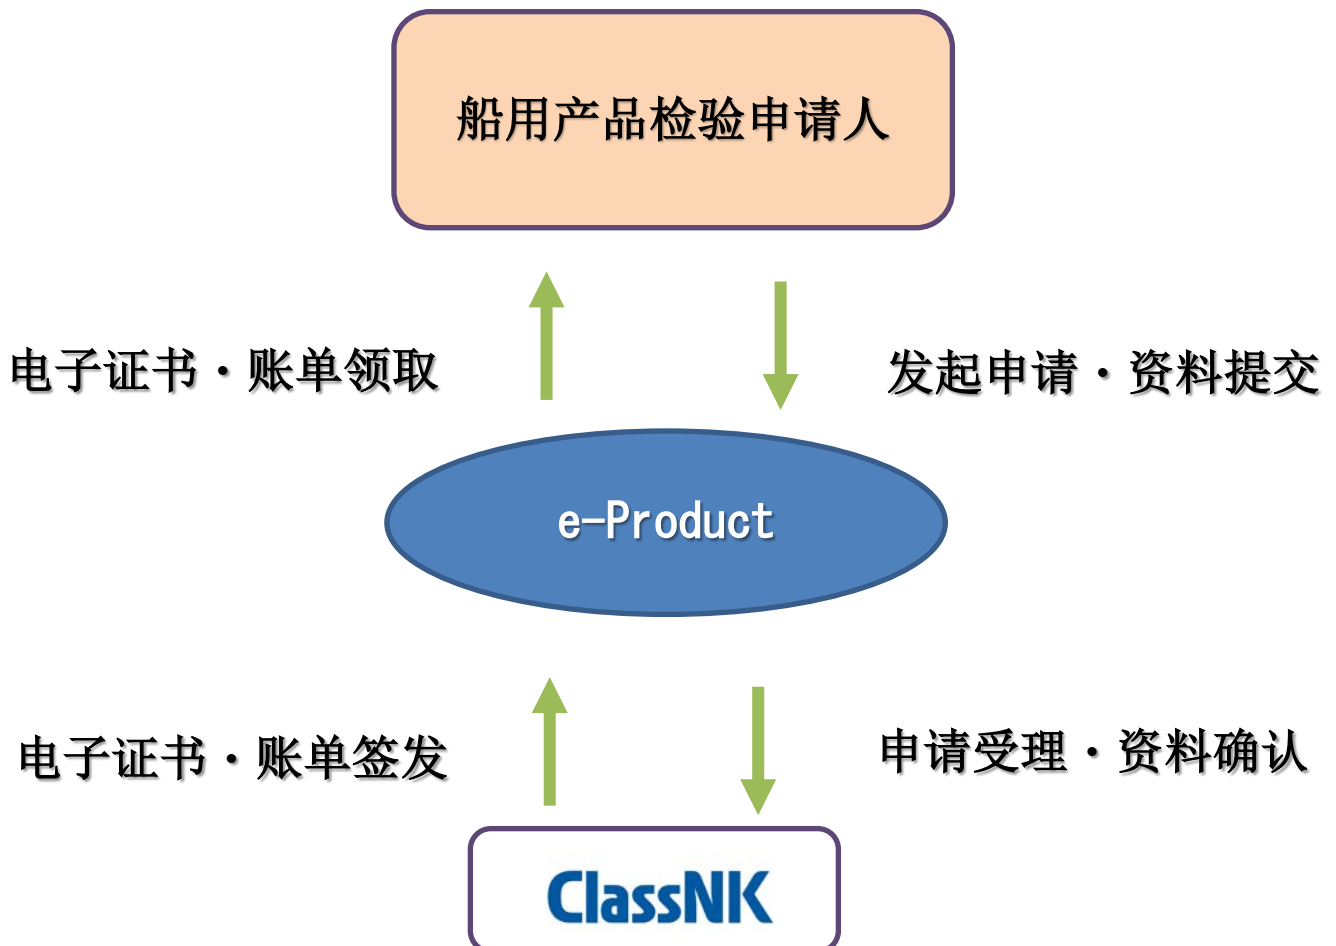 船用产品检验申请人
电子证书・账单领取
发起申请・资料提交
e-Product
电子证书・账单签发
申请受理・资料确认
ClassNK